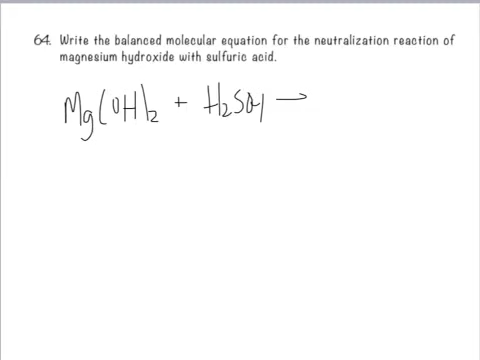 64. Write the balanced molecular equation for the neutralization reaction of
magnesium hydroxide with sulfuric acid.
Mg(OH)₂ + H₂SO₄ →